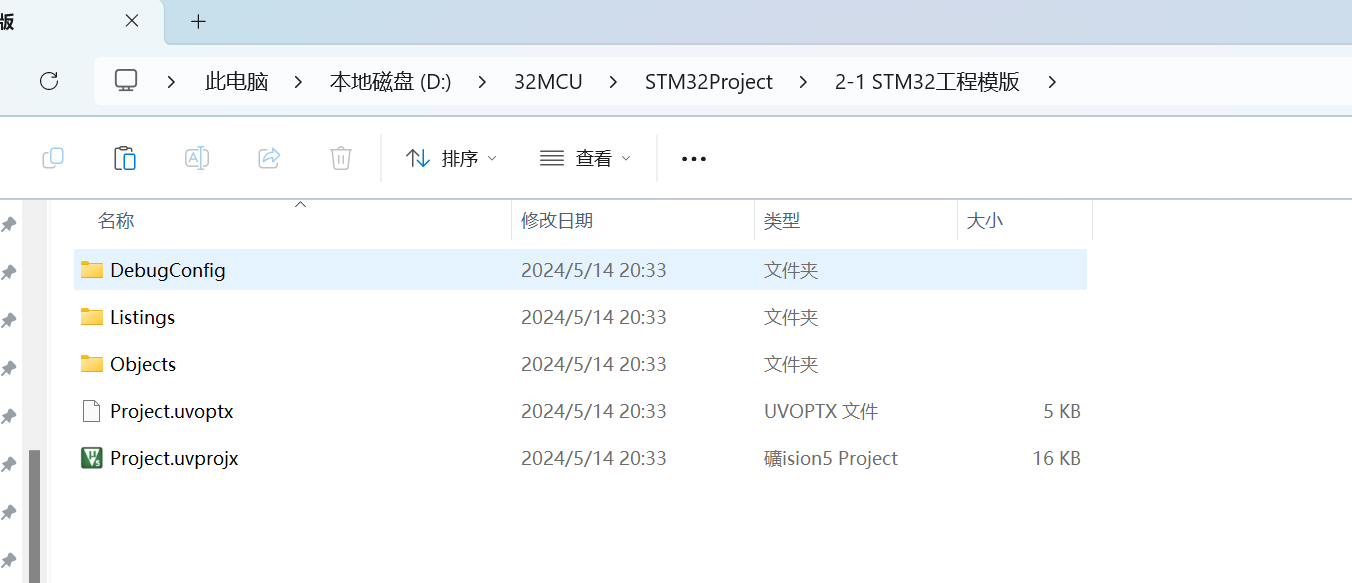 版
此电脑 本地磁盘 (D:) 32MCU STM32Project 2-1 STM32工程模版
排序 查看
名称 修改日期 类型 大小
DebugConfig 2024/5/14 20:33 文件夹
Listings 2024/5/14 20:33 文件夹
Objects 2024/5/14 20:33 文件夹
Project.uvoptx 2024/5/14 20:33 UVOPTX 文件 5 KB
Project.uvprojx 2024/5/14 20:33 礦ision5 Project 16 KB